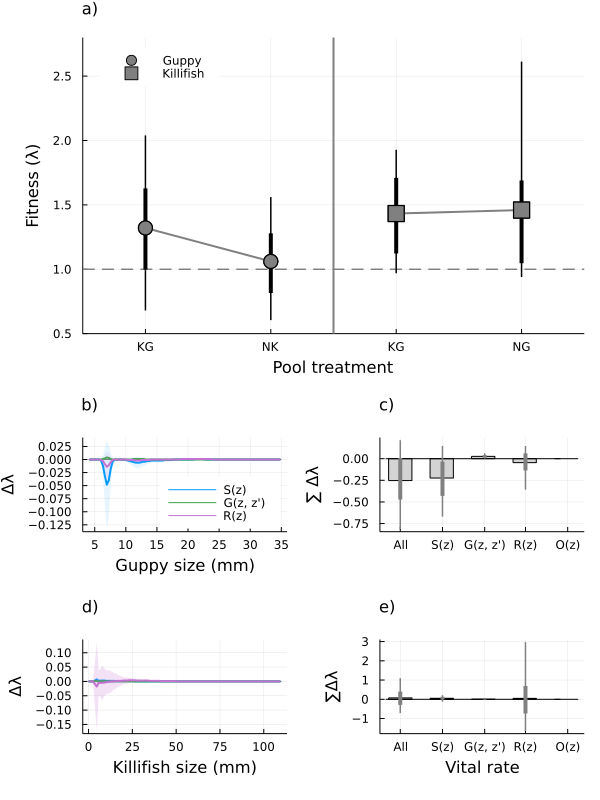 a)
Guppy
Killifish
2.5
2.0
1.5
1.0
0.5
Fitness (λ)
KG NK KG NG
Pool treatment
b)
0.025
0.000
−0.025
−0.050
−0.075
−0.100
−0.125
Δλ
S(z)
G(z, z')
R(z)
5 10 15 20 25 30 35
Guppy size (mm)
c)
0.00
−0.25
−0.50
−0.75
∑ Δλ
All S(z) G(z, z') R(z) O(z)
d)
0.10
0.05
0.00
−0.05
−0.10
−0.15
Δλ
0 25 50 75 100
Killifish size (mm)
e)
3
2
1
0
−1
∑Δλ
All S(z) G(z, z') R(z) O(z)
Vital rate